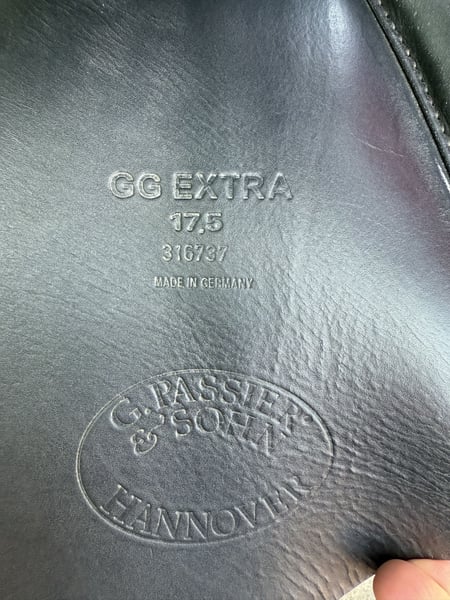 GG EXTRA
17,5
316737
MADE IN GERMANY
G. PASSIER
& SOHN
HANNOVER